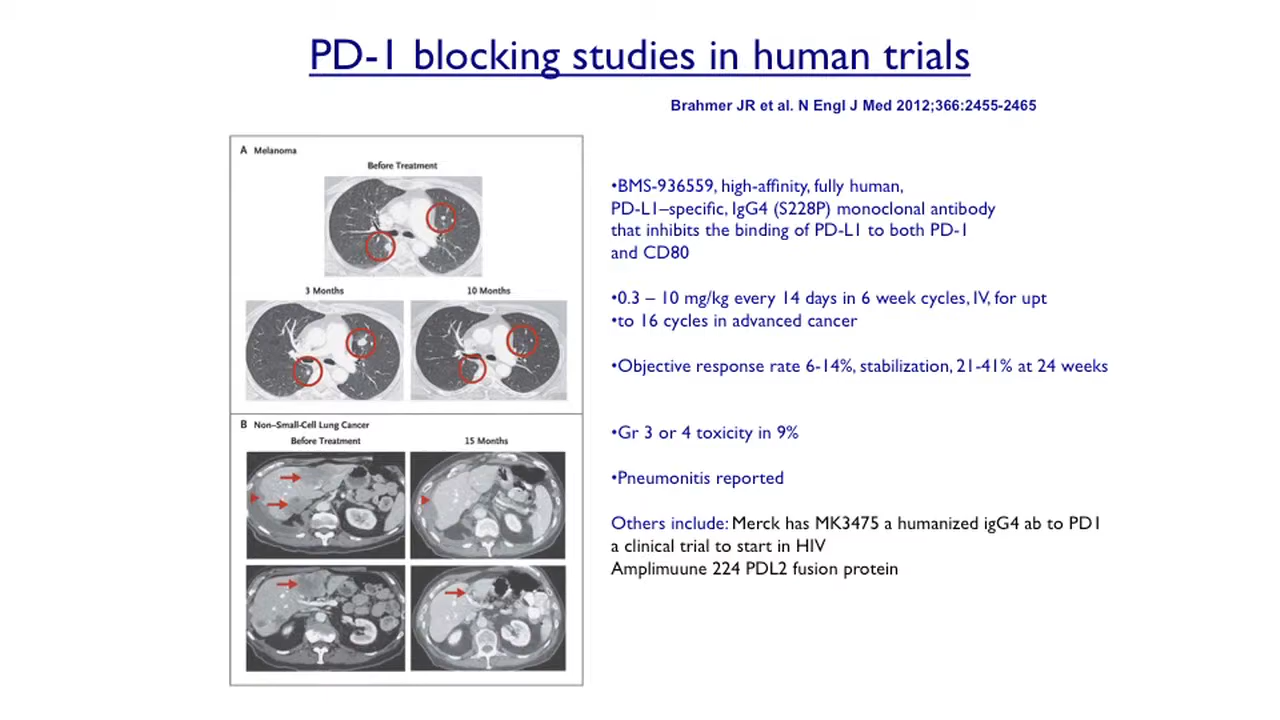 PD-1 blocking studies in human trials
Brahmer JR et al. N Engl J Med 2012;366:2455-2465
A Melanoma
Before Treatment
3 Months
10 Months
B Non–Small-Cell Lung Cancer
Before Treatment
15 Months
•BMS-936559, high-affinity, fully human,
PD-L1–specific, IgG4 (S228P) monoclonal antibody
that inhibits the binding of PD-L1 to both PD-1
and CD80
•0.3 – 10 mg/kg every 14 days in 6 week cycles, IV, for upt
•to 16 cycles in advanced cancer
•Objective response rate 6-14%, stabilization, 21-41% at 24 weeks
•Gr 3 or 4 toxicity in 9%
•Pneumonitis reported
Others include: Merck has MK3475 a humanized igG4 ab to PD1
a clinical trial to start in HIV
Amplimuune 224 PDL2 fusion protein